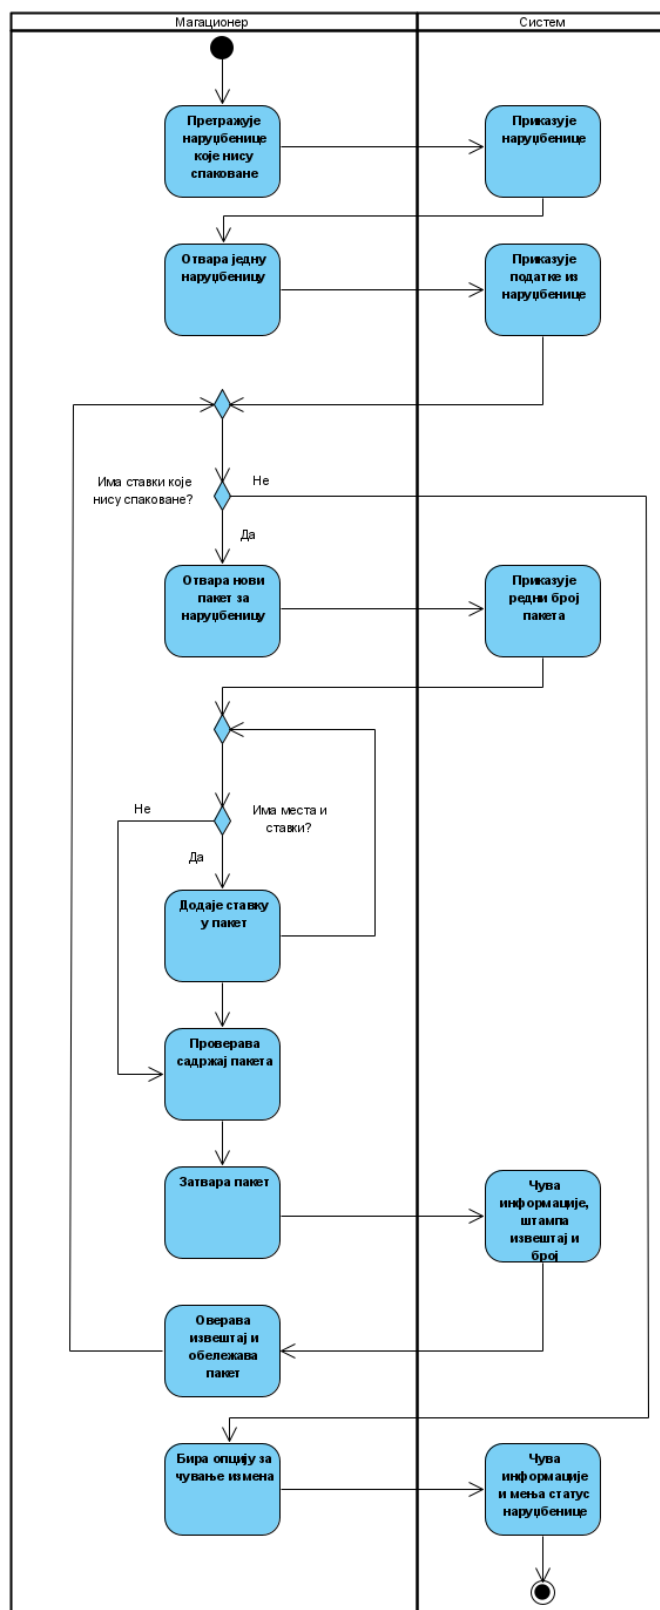 Магационер
Систем
Претражује
наруџбенице
које нису
спаковане
Приказује
наруџбенице
Отвара једну
наруџбеницу
Приказује
податке из
наруџбенице
Има ставки које
нису спаковане?
Не
Да
Отвара нови
пакет за
наруџбеницу
Приказује
редни број
пакета
Не
Има места и
ставки?
Да
Додаје ставку
у пакет
Проверава
садржај пакета
Затвара пакет
Чува
информације,
штампа
извештај и
број
Оверава
извештај и
обележава
пакет
Бира опцију за
чување измена
Чува
информације
и мења статус
наруџбенице